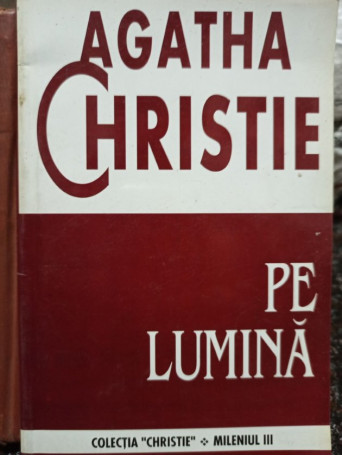 AGATHA
CHRISTIE
PE
LUMINĂ
COLECȚIA "CHRISTIE" ❖ MILENIUL III